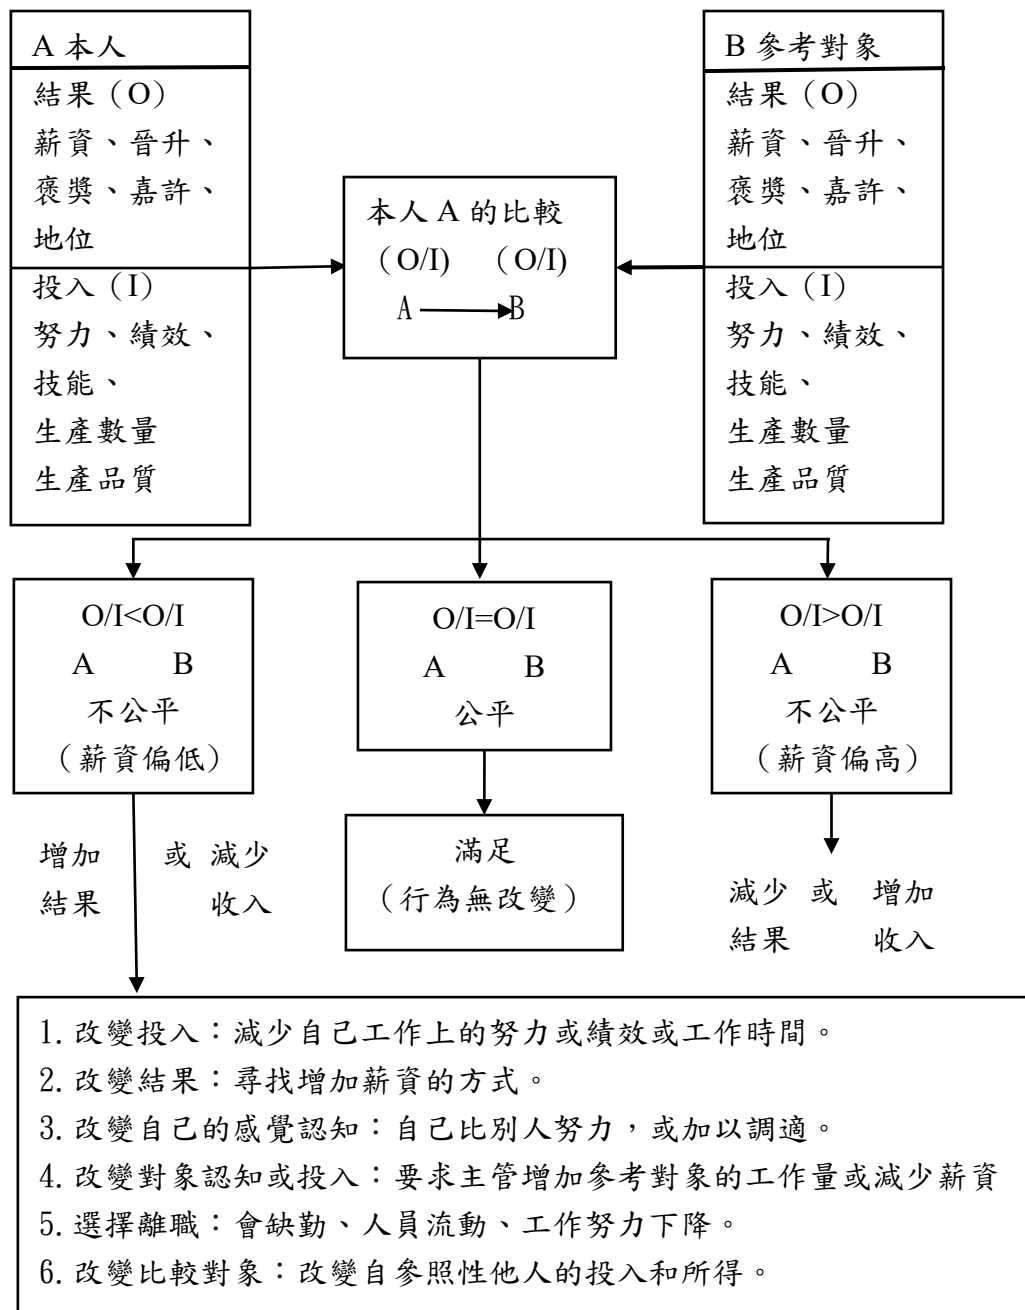 A 本人
結果（O）
薪資、晉升、
褒獎、嘉許、
地位
投入（I）
努力、績效、
技能、
生產數量
生產品質
本人 A 的比較
（O/I) （O/I)
A B
B 參考對象
結果（O）
薪資、晉升、
褒獎、嘉許、
地位
投入（I）
努力、績效、
技能、
生產數量
生產品質
O/I<O/I
A B
不公平
（薪資偏低）
O/I=O/I
A B
公平
O/I>O/I
A B
不公平
（薪資偏高）
增加 或 減少
結果 收入
滿足
（行為無改變）
減少 或 增加
結果 收入
1. 改變投入：減少自己工作上的努力或績效或工作時間。
2. 改變結果：尋找增加薪資的方式。
3. 改變自己的感覺認知：自己比別人努力，或加以調適。
4. 改變對象認知或投入：要求主管增加參考對象的工作量或減少薪資
5. 選擇離職：會缺勤、人員流動、工作努力下降。
6. 改變比較對象：改變自參照性他人的投入和所得。